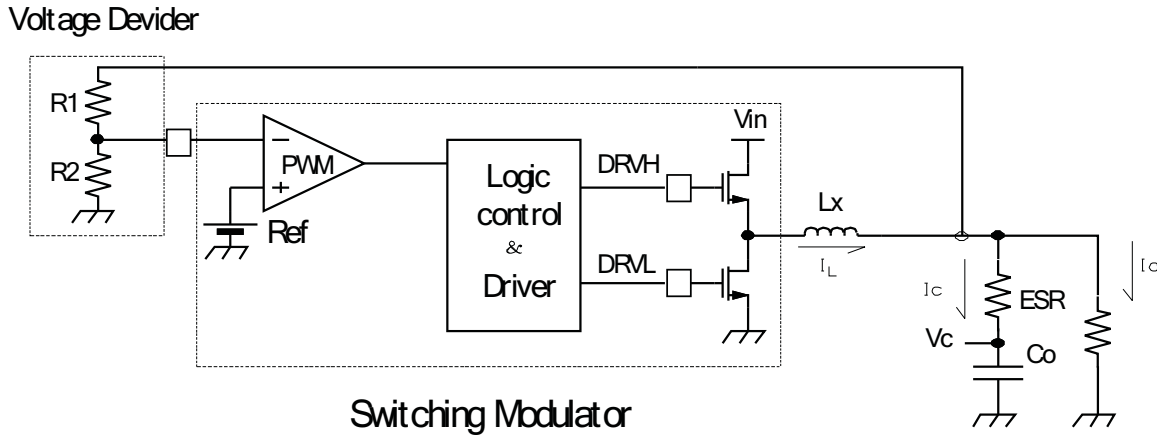 Voltage Devider
R1
R2
PWM
−
+
Ref
Logic
control
&
Driver
DRVH
DRVL
Vin
Lx
IL
Ic
ESR
Vc
Co
Io
Switching Modulator